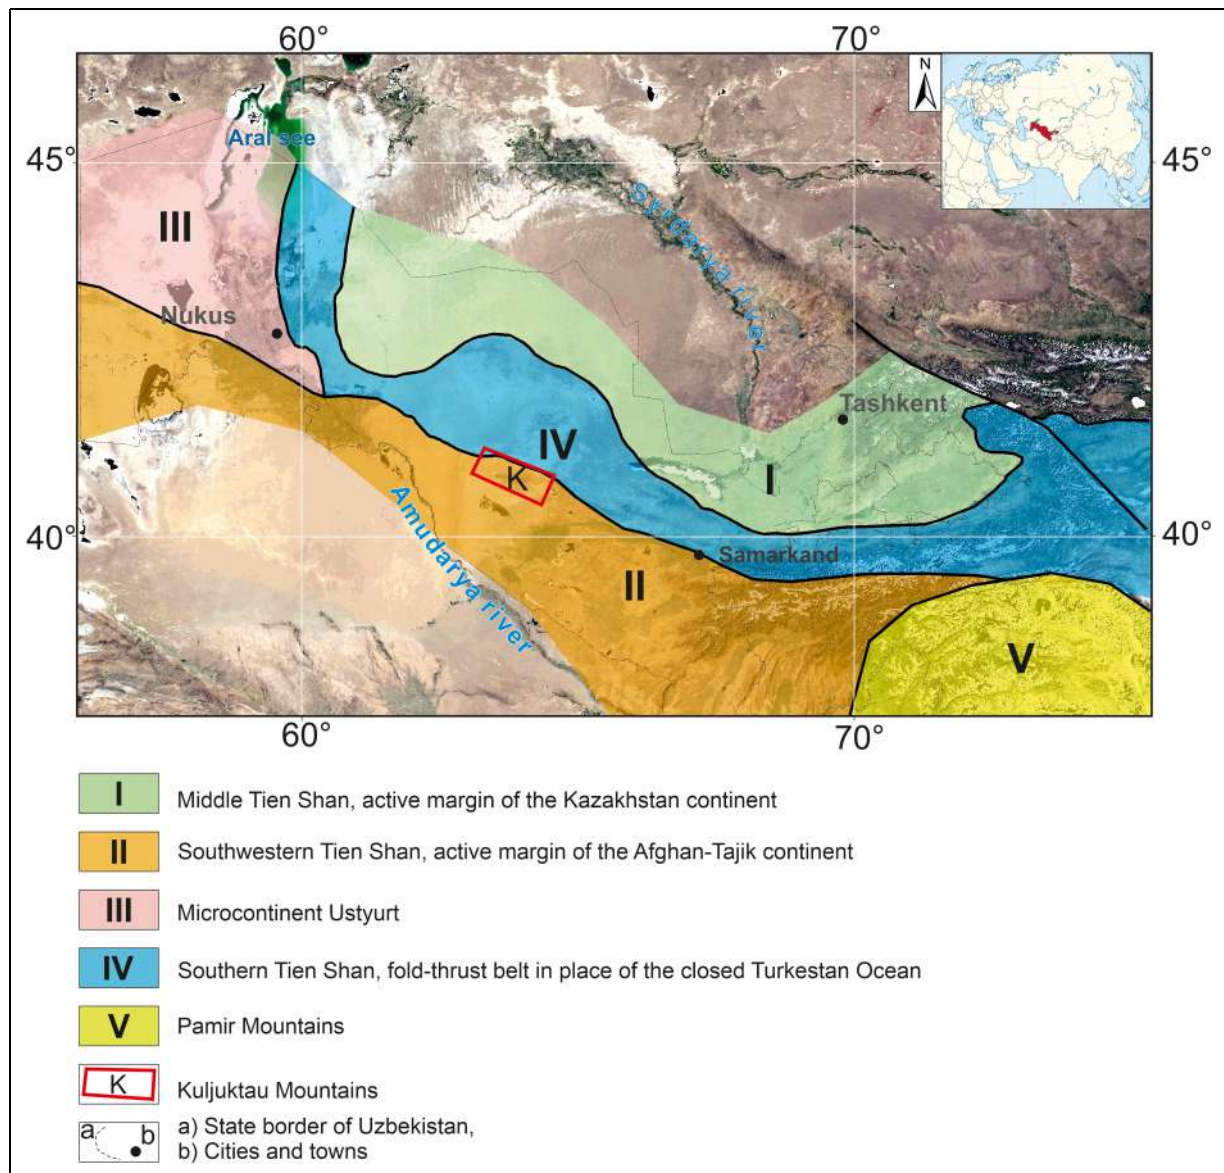 60° 70°
N
Aral see
45° 45°
Syrdarya river
III
Nukus
Tashkent
IV
K
I
40° 40°
Amudarya river
Samarkand
II
V
60° 70°
I Middle Tien Shan, active margin of the Kazakhstan continent
II Southwestern Tien Shan, active margin of the Afghan-Tajik continent
III Microcontinent Ustyurt
IV Southern Tien Shan, fold-thrust belt in place of the closed Turkestan Ocean
V Pamir Mountains
K Kuljuktau Mountains
a b a) State border of Uzbekistan,
b) Cities and towns